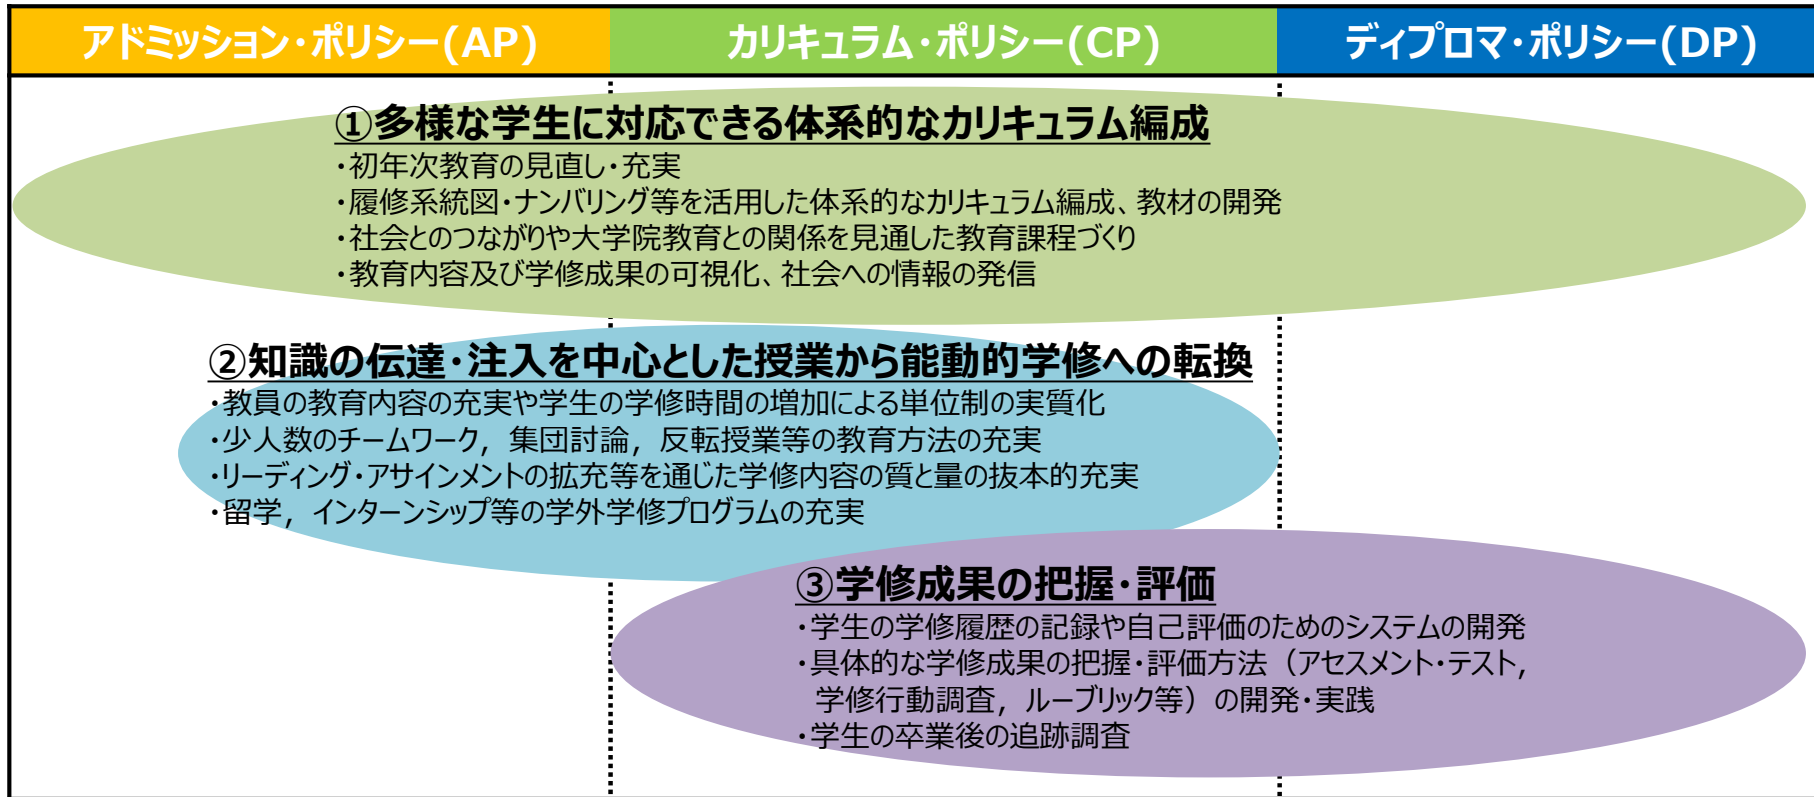 アドミッション・ポリシー(AP)
カリキュラム・ポリシー(CP)
ディプロマ・ポリシー(DP)
①多様な学生に対応できる体系的なカリキュラム編成
・初年次教育の見直し・充実
・履修系統図・ナンバリング等を活用した体系的なカリキュラム編成、教材の開発
・社会とのつながりや大学院教育との関係を見通した教育課程づくり
・教育内容及び学修成果の可視化、社会への情報の発信
②知識の伝達・注入を中心とした授業から能動的学修への転換
・教員の教育内容の充実や学生の学修時間の増加による単位制の実質化
・少人数のチームワーク，集団討論，反転授業等の教育方法の充実
・リーディング・アサインメントの拡充等を通じた学修内容の質と量の抜本的充実
・留学，インターンシップ等の学外学修プログラムの充実
③学修成果の把握・評価
・学生の学修履歴の記録や自己評価のためのシステムの開発
・具体的な学修成果の把握・評価方法（アセスメント・テスト，
学修行動調査，ルーブリック等）の開発・実践
・学生の卒業後の追跡調査